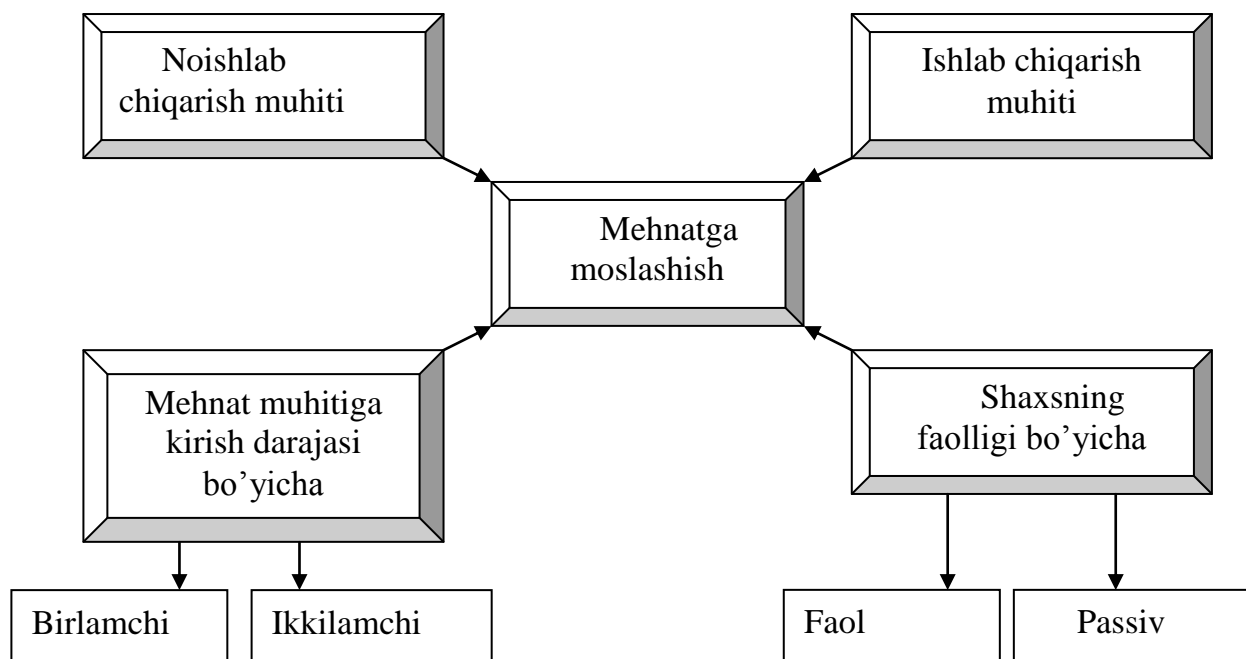 Noishlab
chiqarish muhiti
Ishlab chiqarish
muhiti
Mehnatga
moslashish
Mehnat muhitiga
kirish darajasi
bo’yicha
Shaxsning
faolligi bo’yicha
Birlamchi
Ikkilamchi
Faol
Passiv